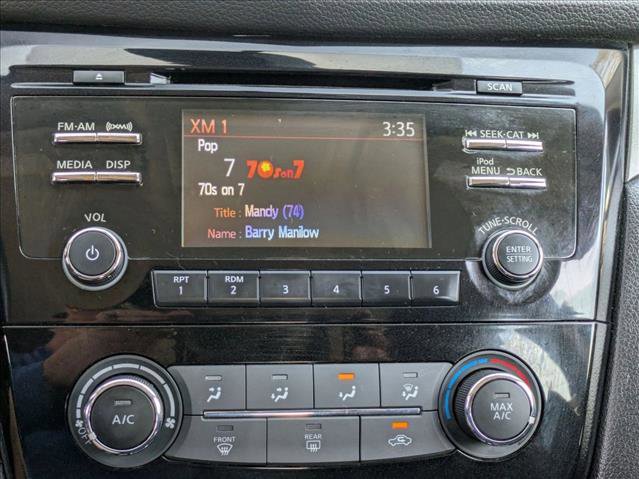 SCAN
FM·AM
XM 1 3:35
SEEK·CAT
Pop
MEDIA DISP
iPod
MENU BACK
7 70s on 7
70s on 7
VOL
Title : Mandy (74)
TUNE·SCROLL
Name : Barry Manilow
ENTER
SETTING
RPT
1
RDM
2
3
4
5
6
A/C
MAX
A/C
FRONT
REAR